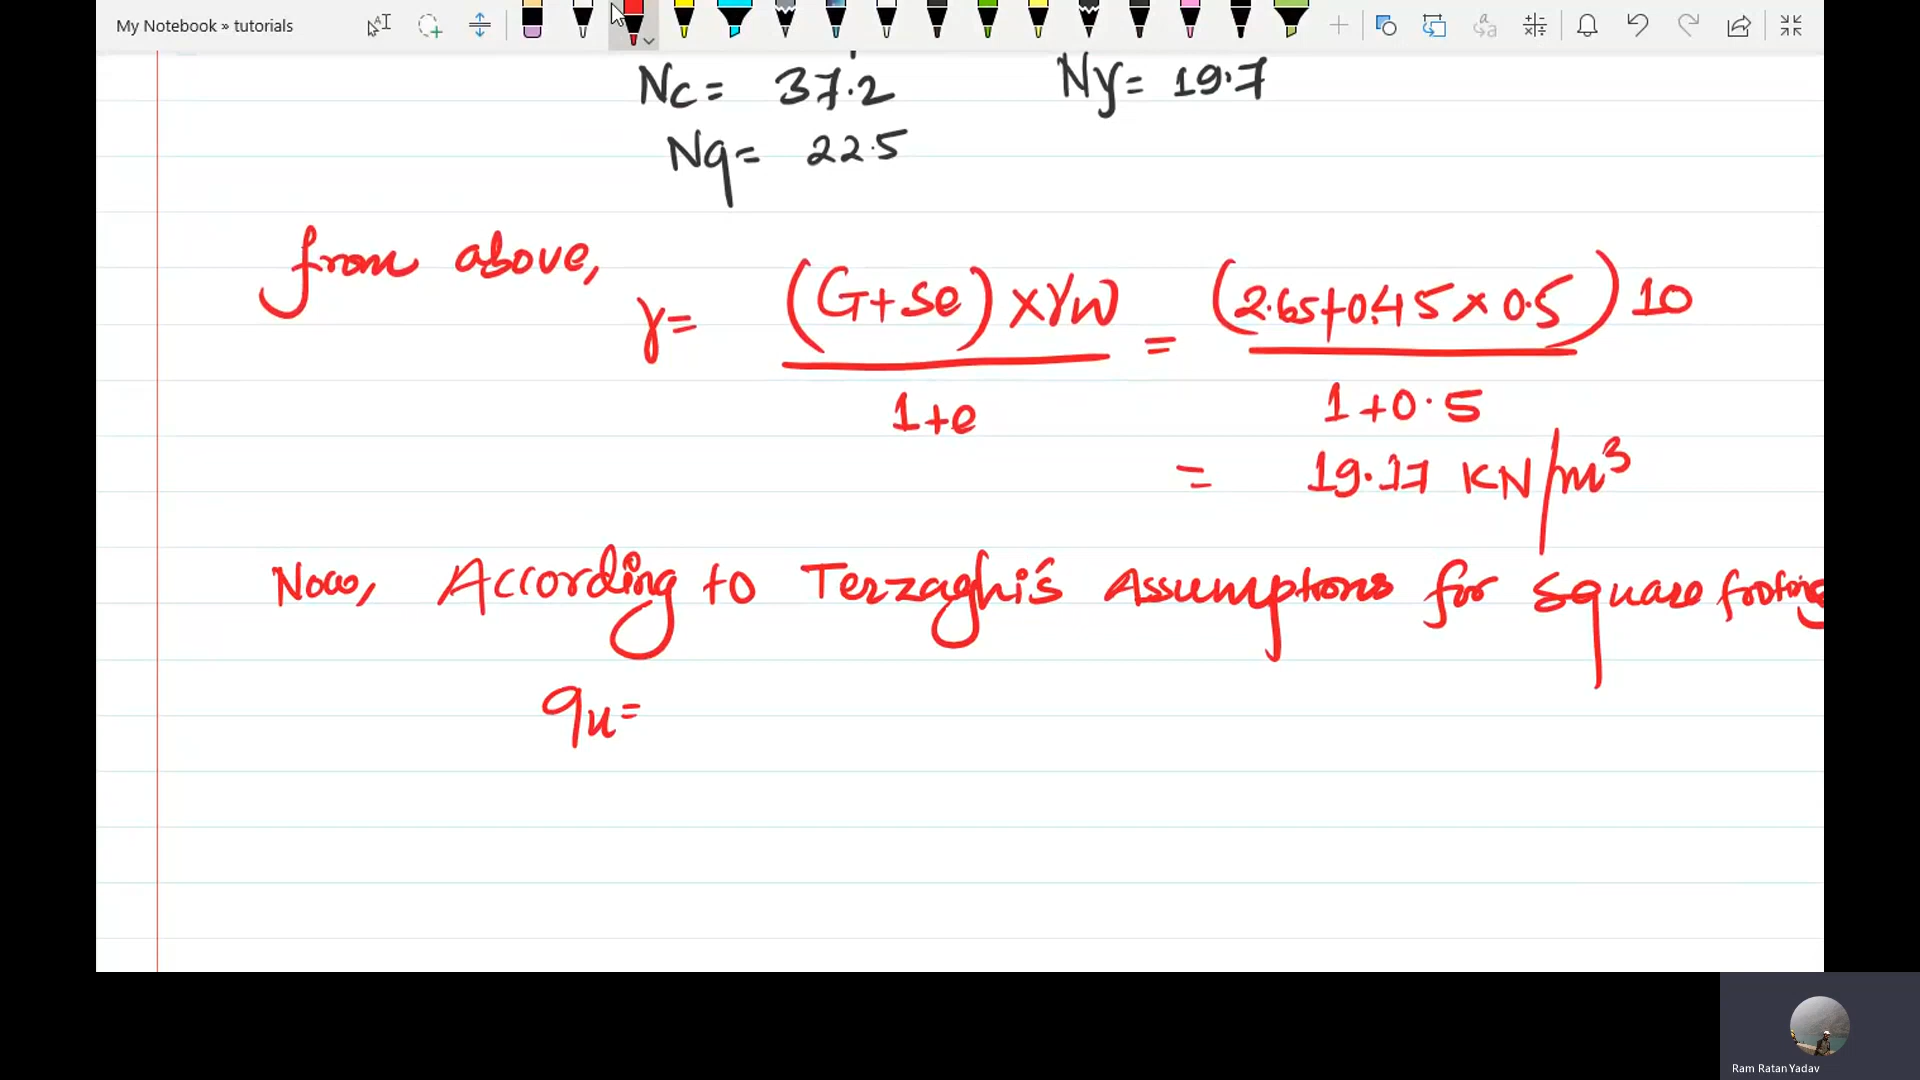 My Notebook » tutorials
Nc = 37.2 Nγ = 19.7
Nq = 22.5
from above,
γ = (G+Se) × γw / 1+e = (2.65+0.45 × 0.5) 10 / 1+0.5
= 19.17 KN/m³
Now, According to Terzaghi's Assumptions for square footing
qu =
Ram Ratan Yadav